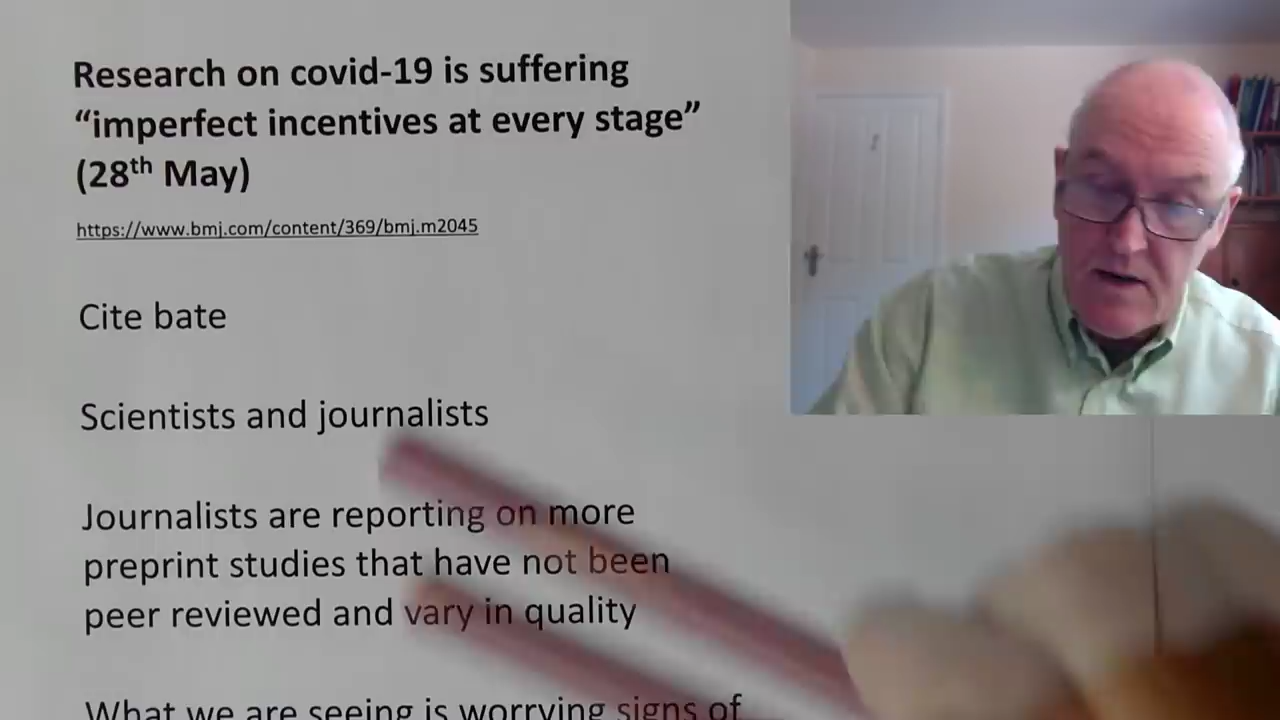 Research on covid-19 is suffering
“imperfect incentives at every stage”
(28th May)
https://www.bmj.com/content/369/bmj.m2045
Cite bate
Scientists and journalists
Journalists are reporting on more
preprint studies that have not been
peer reviewed and vary in quality
What we are seeing is worrying signs of